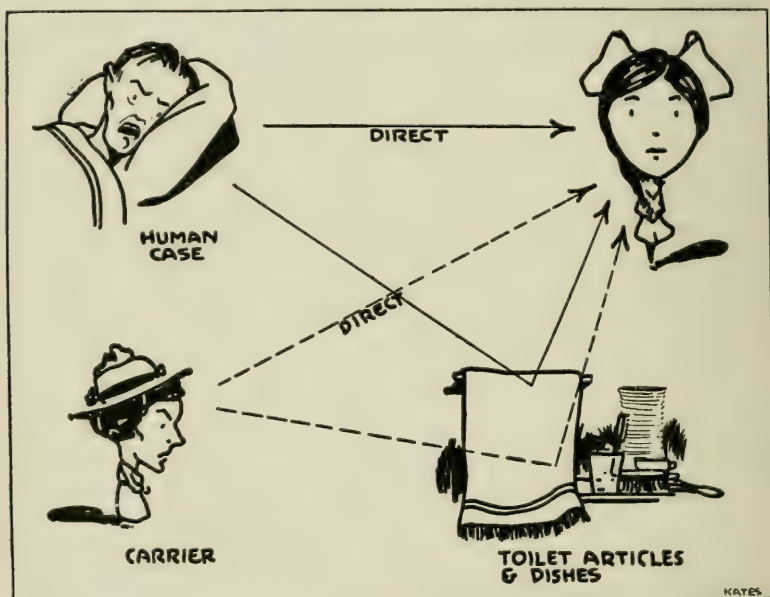 DIRECT
HUMAN
CASE
DIRECT
CARRIER
TOILET ARTICLES
& DISHES
KATES